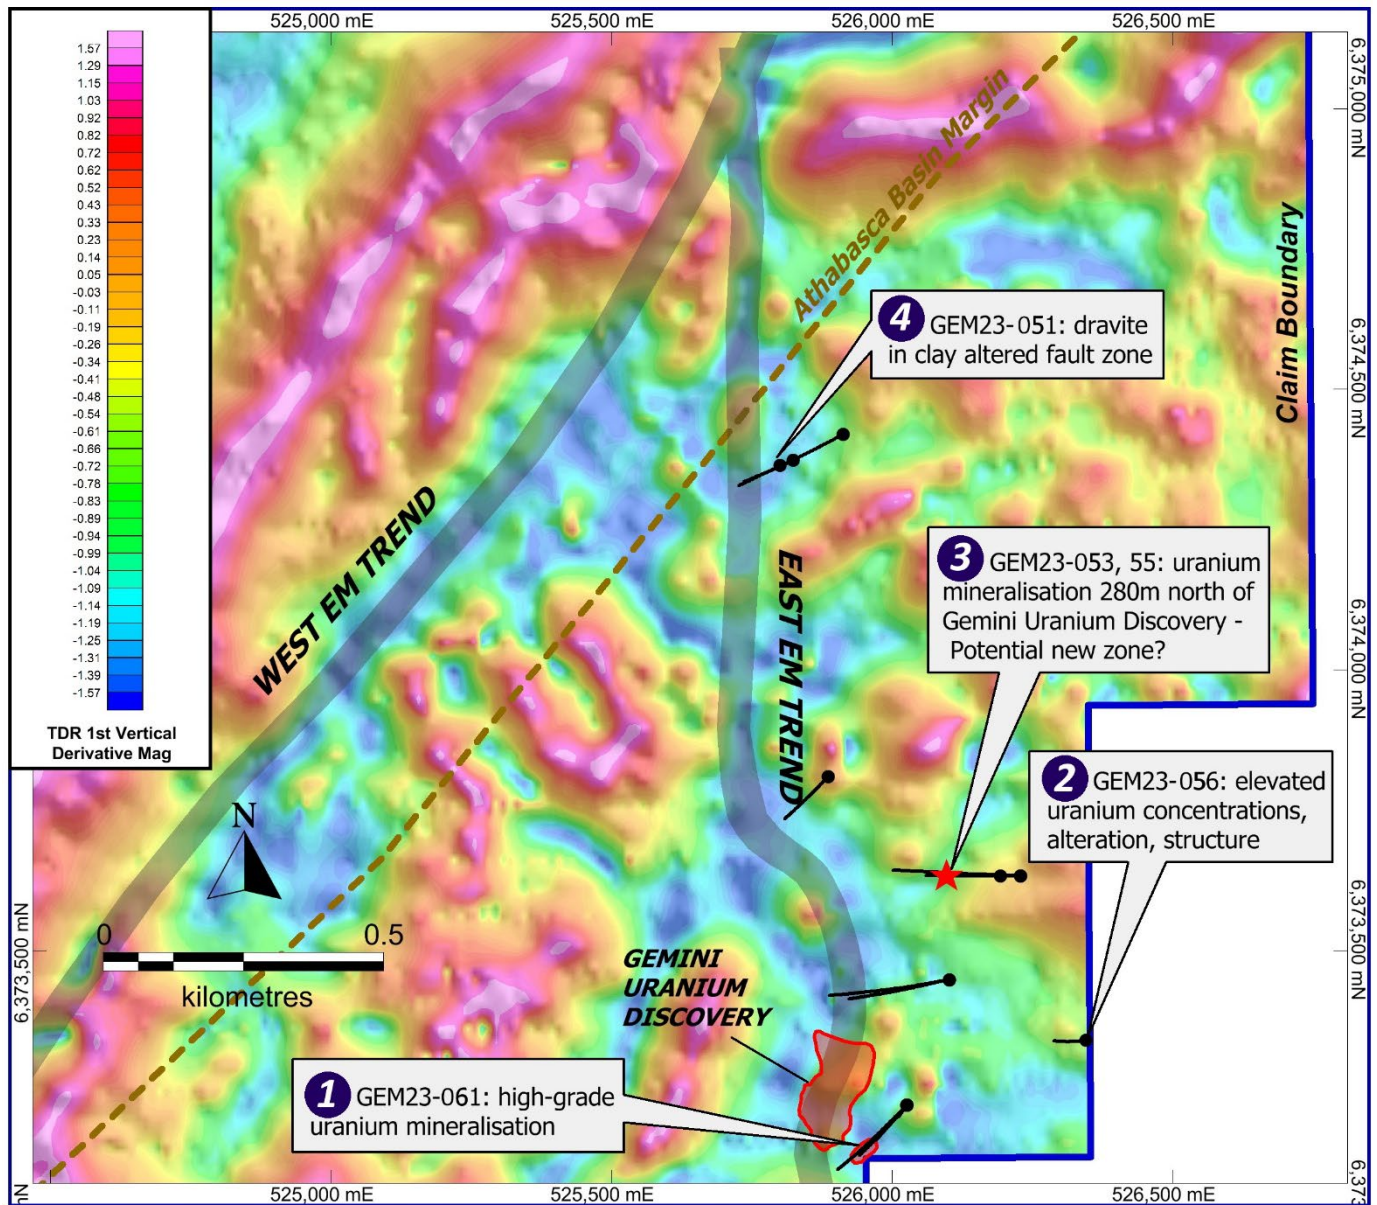 525,000 mE
525,500 mE
526,000 mE
526,500 mE
1.57
1.29
1.15
1.03
0.92
0.82
0.72
0.62
0.52
0.43
0.33
0.23
0.14
0.05
-0.03
-0.11
-0.19
-0.26
-0.34
-0.41
-0.48
-0.54
-0.61
-0.66
-0.72
-0.78
-0.83
-0.89
-0.94
-0.99
-1.04
-1.09
-1.14
-1.19
-1.25
-1.31
-1.39
-1.57
TDR 1st Vertical
Derivative Mag
6,375,000 mN
Athabasca Basin Margin
Claim Boundary
4 GEM23-051: dravite
in clay altered fault zone
6,374,500 mN
WEST EM TREND
EAST EM TREND
3 GEM23-053, 55: uranium
mineralisation 280m north of
Gemini Uranium Discovery -
Potential new zone?
6,374,000 mN
2 GEM23-056: elevated
uranium concentrations,
alteration, structure
N
0 0.5
kilometres
6,373,500 mN
6,373,500 mN
GEMINI
URANIUM
DISCOVERY
1 GEM23-061: high-grade
uranium mineralisation
nN
6,373
525,000 mE
525,500 mE
526,000 mE
526,500 mE